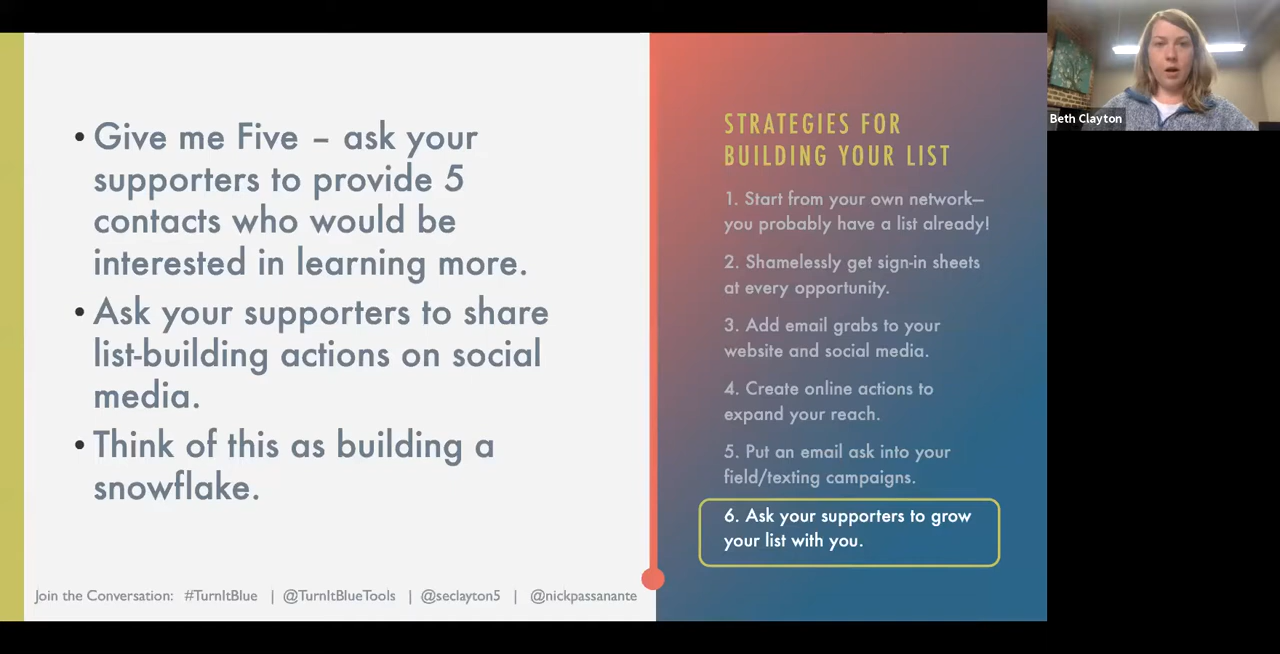 • Give me Five – ask your
supporters to provide 5
contacts who would be
interested in learning more.
• Ask your supporters to share
list-building actions on social
media.
• Think of this as building a
snowflake.
Join the Conversation: #TurnItBlue | @TurnItBlueTools | @seclayton5 | @nickpassanante
STRATEGIES FOR
BUILDING YOUR LIST
1. Start from your own network—
you probably have a list already!
2. Shamelessly get sign-in sheets
at every opportunity.
3. Add email grabs to your
website and social media.
4. Create online actions to
expand your reach.
5. Put an email ask into your
field/texting campaigns.
6. Ask your supporters to grow
your list with you.
Beth Clayton